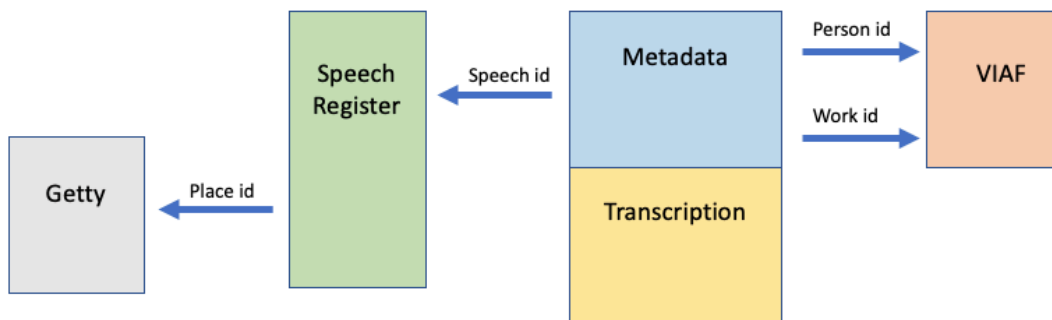 Person id
Metadata
VIAF
Speech
Register
Speech id
Work id
Getty
Place id
Transcription